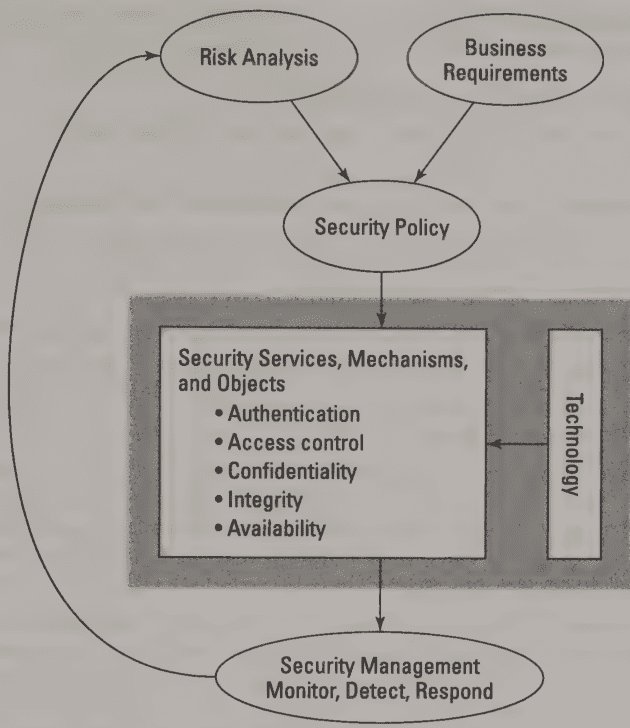 Risk Analysis
Business
Requirements
Security Policy
Security Services, Mechanisms,
and Objects
• Authentication
• Access control
• Confidentiality
• Integrity
• Availability
Technology
Security Management
Monitor, Detect, Respond